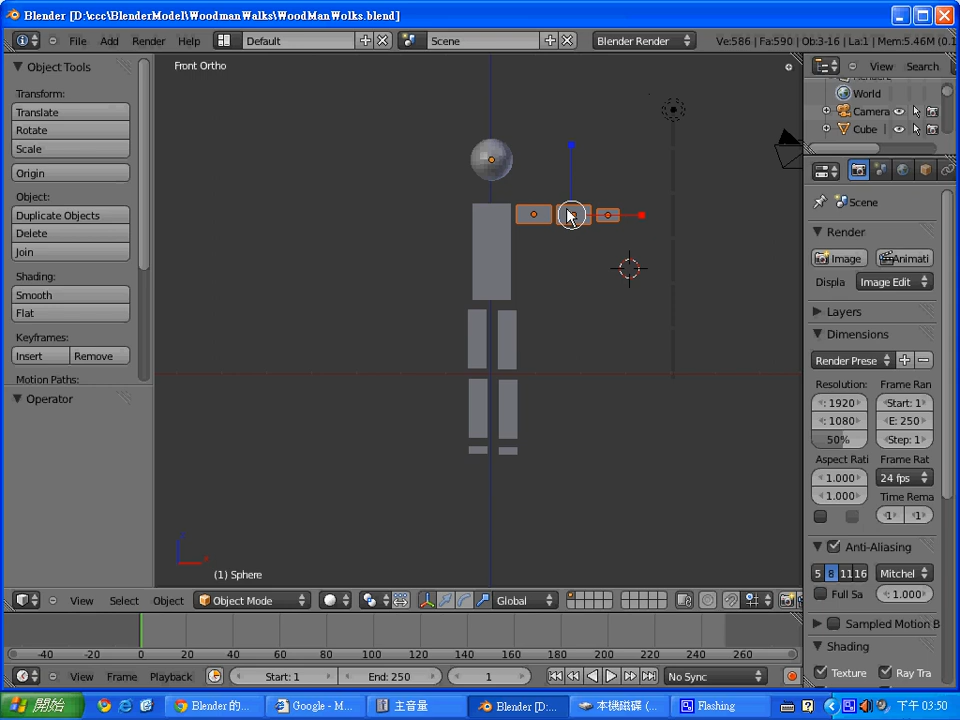 Blender [D:\ccc\BlenderModel\WoodmanWalks\WoodManWolks.blend]
File Add Render Help Default Scene Blender Render Ve:586 | Fa:590 | Ob:3-16 | La:1 | Mem:5.46M (0.1
Object Tools
Transform:
Translate
Rotate
Scale
Origin
Object:
Duplicate Objects
Delete
Join
Shading:
Smooth
Flat
Keyframes:
Insert Remove
Motion Paths:
Operator
Front Ortho
(1) Sphere
View Search
World
Camera
Cube
Scene
Render
Image Animati
Displa Image Edit
Layers
Dimensions
Render Prese
Resolution: Frame Ran
: 1920 Start: 1
: 1080 E: 250
50% Step: 1
Aspect Rati Frame Rat
1.000 24 fps
1.000 Time Rema
1 1
Anti-Aliasing
5 8 11 16 Mitchel
Full Sa : 1.000
Sampled Motion B
Shading
Texture Ray Tra
View Select Object Object Mode Global
-40 -20 0 20 40 60 80 100 120 140 160 180 200 220 240 260
View Frame Playback Start: 1 End: 250 1 No Sync
開始 Blender 的... Google - M... 主音量 Blender [D:... 本機磁碟 (... Flashing 下午 03:50